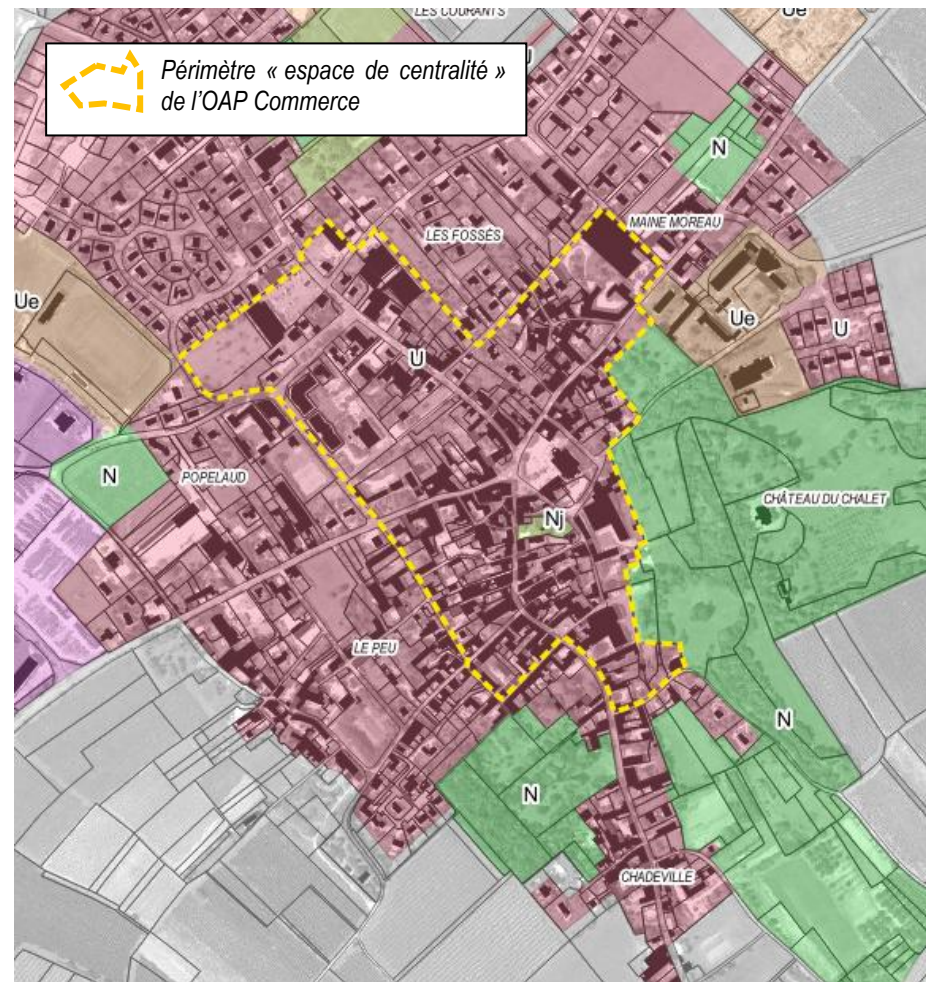 LES COURANTS
Ue
Périmètre « espace de centralité »
de l'OAP Commerce
U
N
MAINE MOREAU
LES FOSSÉS
Ue
Ue
U
U
N
POPELAUD
CHÂTEAU DU CHALET
Nj
LE PEU
N
N
CHADEVILLE